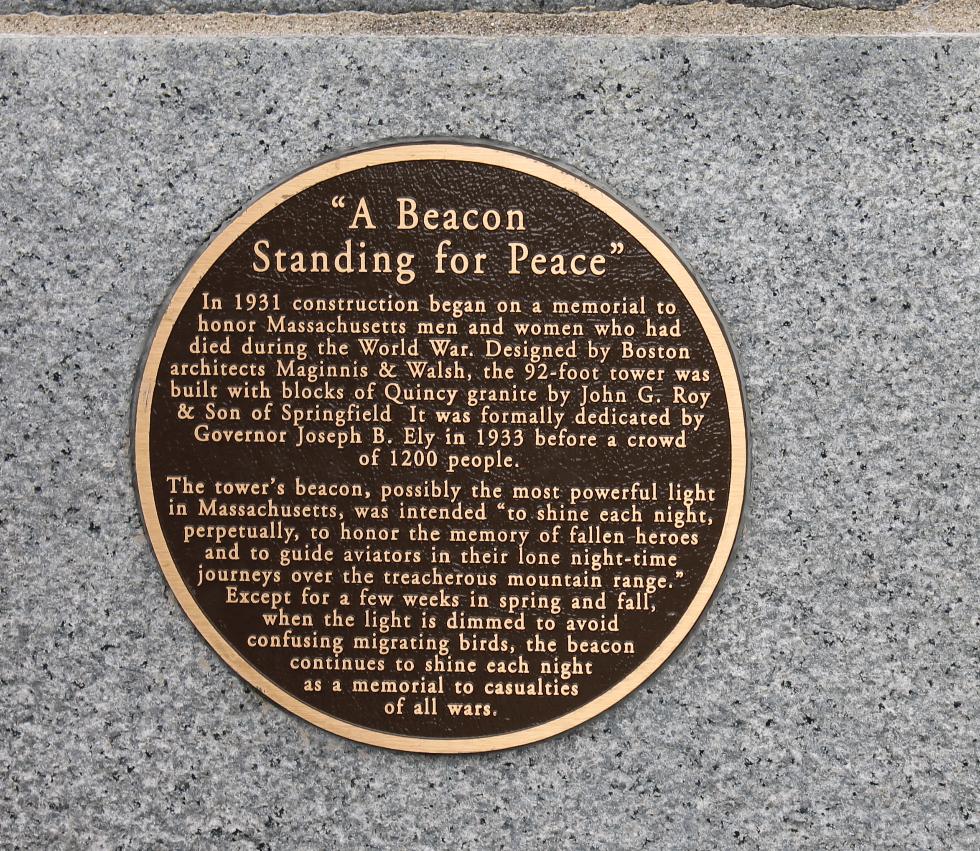 “A Beacon
Standing for Peace”
In 1931 construction began on a memorial to
honor Massachusetts men and women who had
died during the World War. Designed by Boston
architects Maginnis & Walsh, the 92-foot tower was
built with blocks of Quincy granite by John G. Roy
& Son of Springfield It was formally dedicated by
Governor Joseph B. Ely in 1933 before a crowd
of 1200 people.
The tower's beacon, possibly the most powerful light
in Massachusetts, was intended “to shine each night,
perpetually, to honor the memory of fallen heroes
and to guide aviators in their lone night-time
journeys over the treacherous mountain range.”
Except for a few weeks in spring and fall,
when the light is dimmed to avoid
confusing migrating birds, the beacon
continues to shine each night
as a memorial to casualties
of all wars.